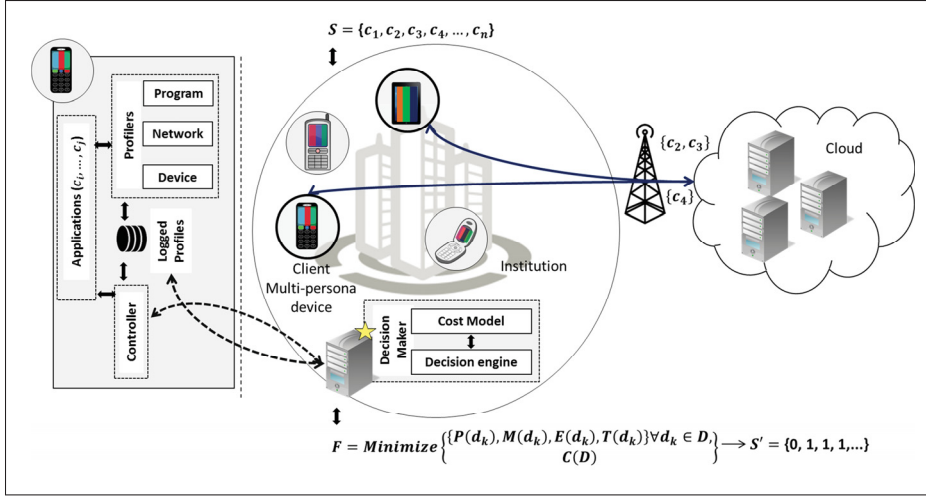 S = {c₁, c₂, c₃, c₄, ..., cₙ}
Applications (cᵢ, ..., cⱼ)
Profilers
Program
Network
Device
Logged
Profiles
Controller
Client
Multi-persona
device
Institution
{c₂, c₃}
{c₄}
Cloud
Decision
Maker
Cost Model
Decision engine
F = Minimize { {P(dₖ), M(dₖ), E(dₖ), T(dₖ)}∀dₖ ∈ D,
C(D) } → S′ = {0, 1, 1, 1,...}